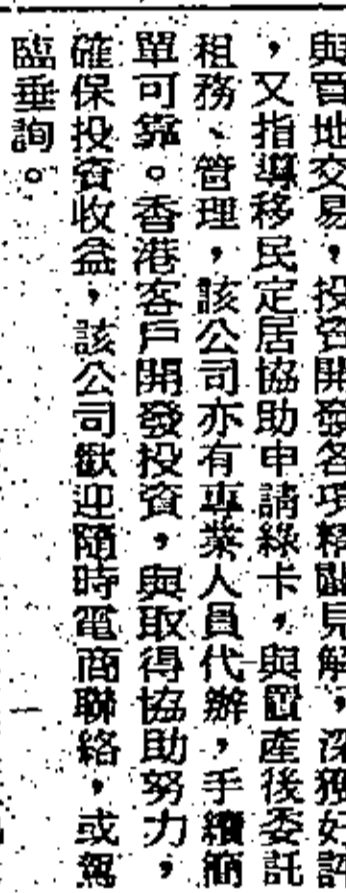 與買地交易，投資開發各項精闢見解，深獲好評
，又指導移民定居協助申請綠卡，與置產後委託
租務、管理，該公司亦有專業人員代辦，手續簡
單可靠。香港客戶開發投資，與取得協助努力，
確保投資收益，該公司歡迎隨時電商聯絡，或駕
臨垂詢。